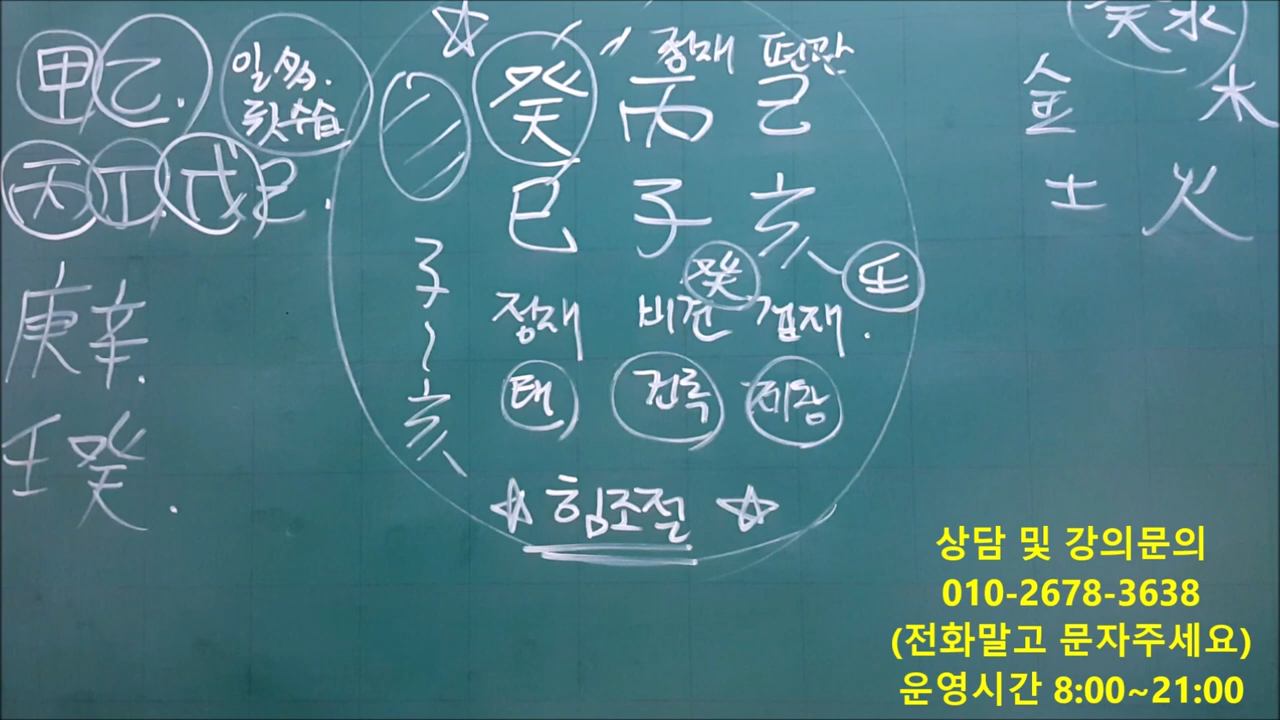 甲乙.
丙丁.戊己.
庚辛.
壬癸.
일 多.
정재 편관
癸 丙 己
巳 子 亥
癸 壬
정재 비견 겁재.
태 건록 제왕
子
~
亥
☆ 힘조절 ☆
癸水
金 木
土 火
상담 및 강의문의
010-2678-3638
(전화말고 문자주세요)
운영시간 8:00~21:00